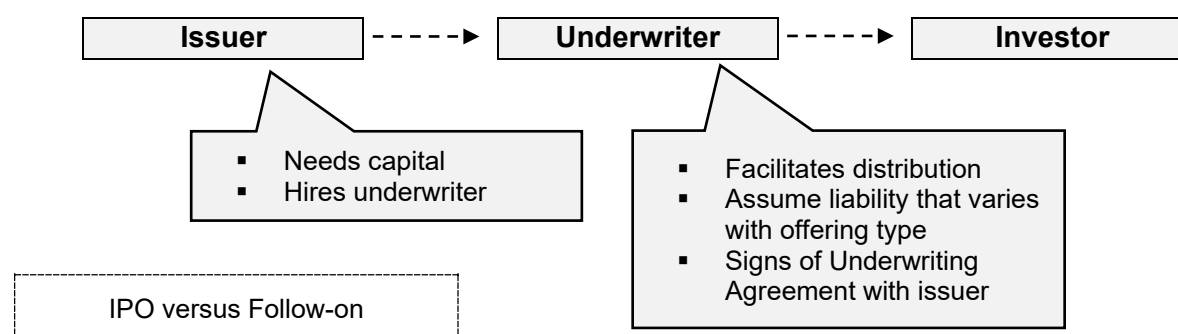 Issuer
Underwriter
Investor
▪ Needs capital
▪ Hires underwriter
▪ Facilitates distribution
▪ Assume liability that varies
with offering type
▪ Signs of Underwriting
Agreement with issuer
IPO versus Follow-on